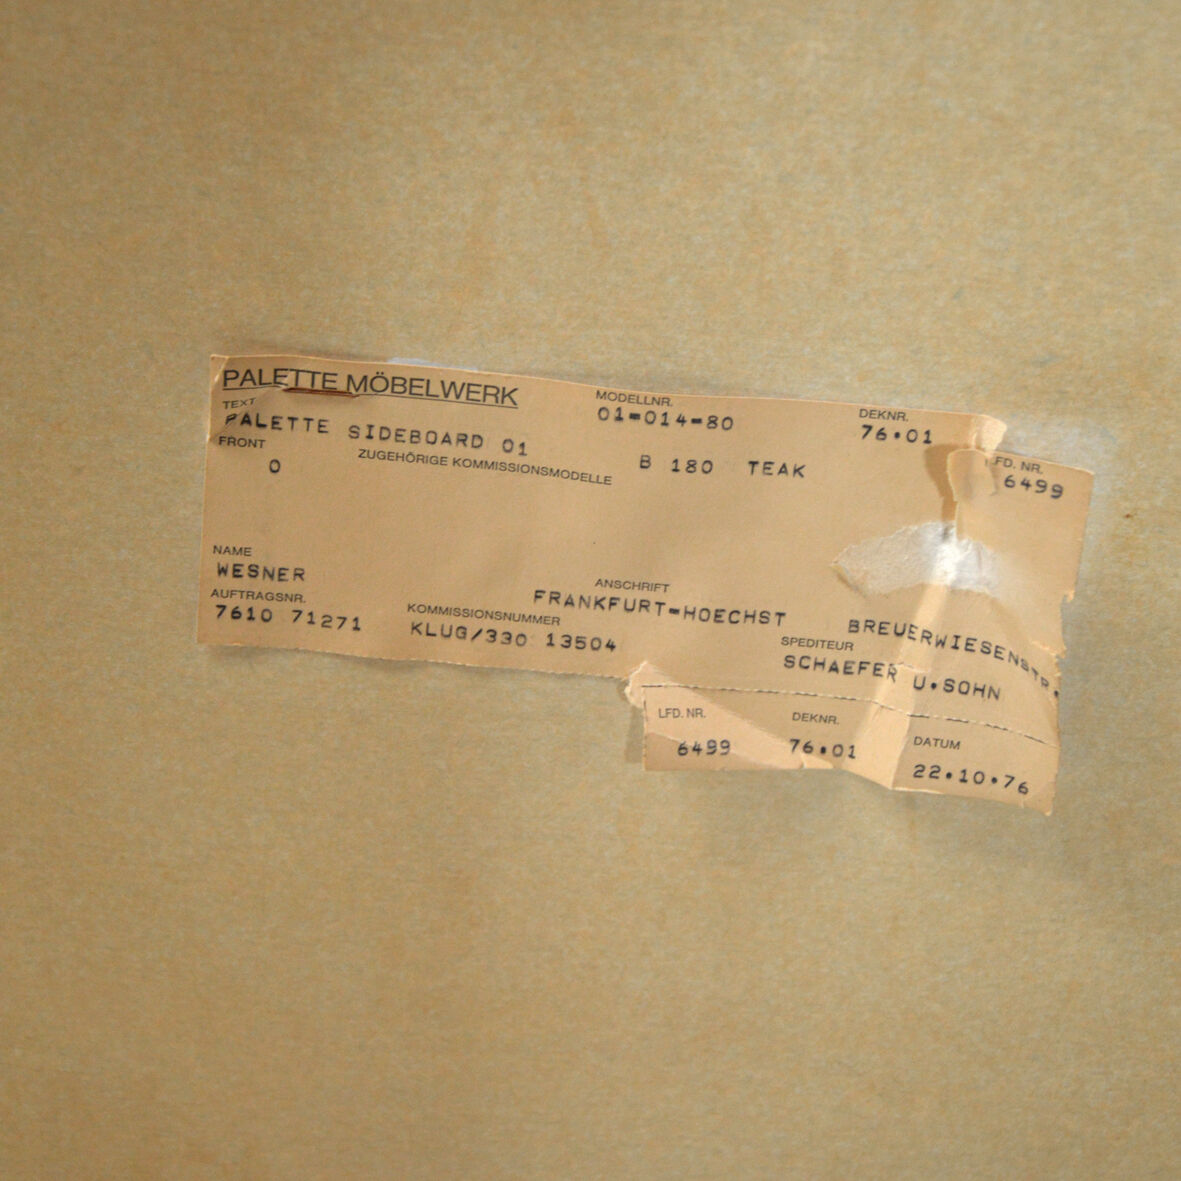 PALETTE MÖBELWERK
TEXT MODELLNR. DEKNR.
PALETTE SIDEBOARD 01 01-014-80 76.01
FRONT ZUGEHÖRIGE KOMMISSIONSMODELLE LFD. NR.
0 B 180 TEAK 6499
NAME ANSCHRIFT
WESNER FRANKFURT-HOECHST BREUERWIESENSTR.
AUFTRAGSNR. KOMMISSIONSNUMMER SPEDITEUR
7610 71271 KLUG/330 13504 SCHAEFER U.SOHN
LFD. NR. DEKNR. DATUM
6499 76.01 22.10.76